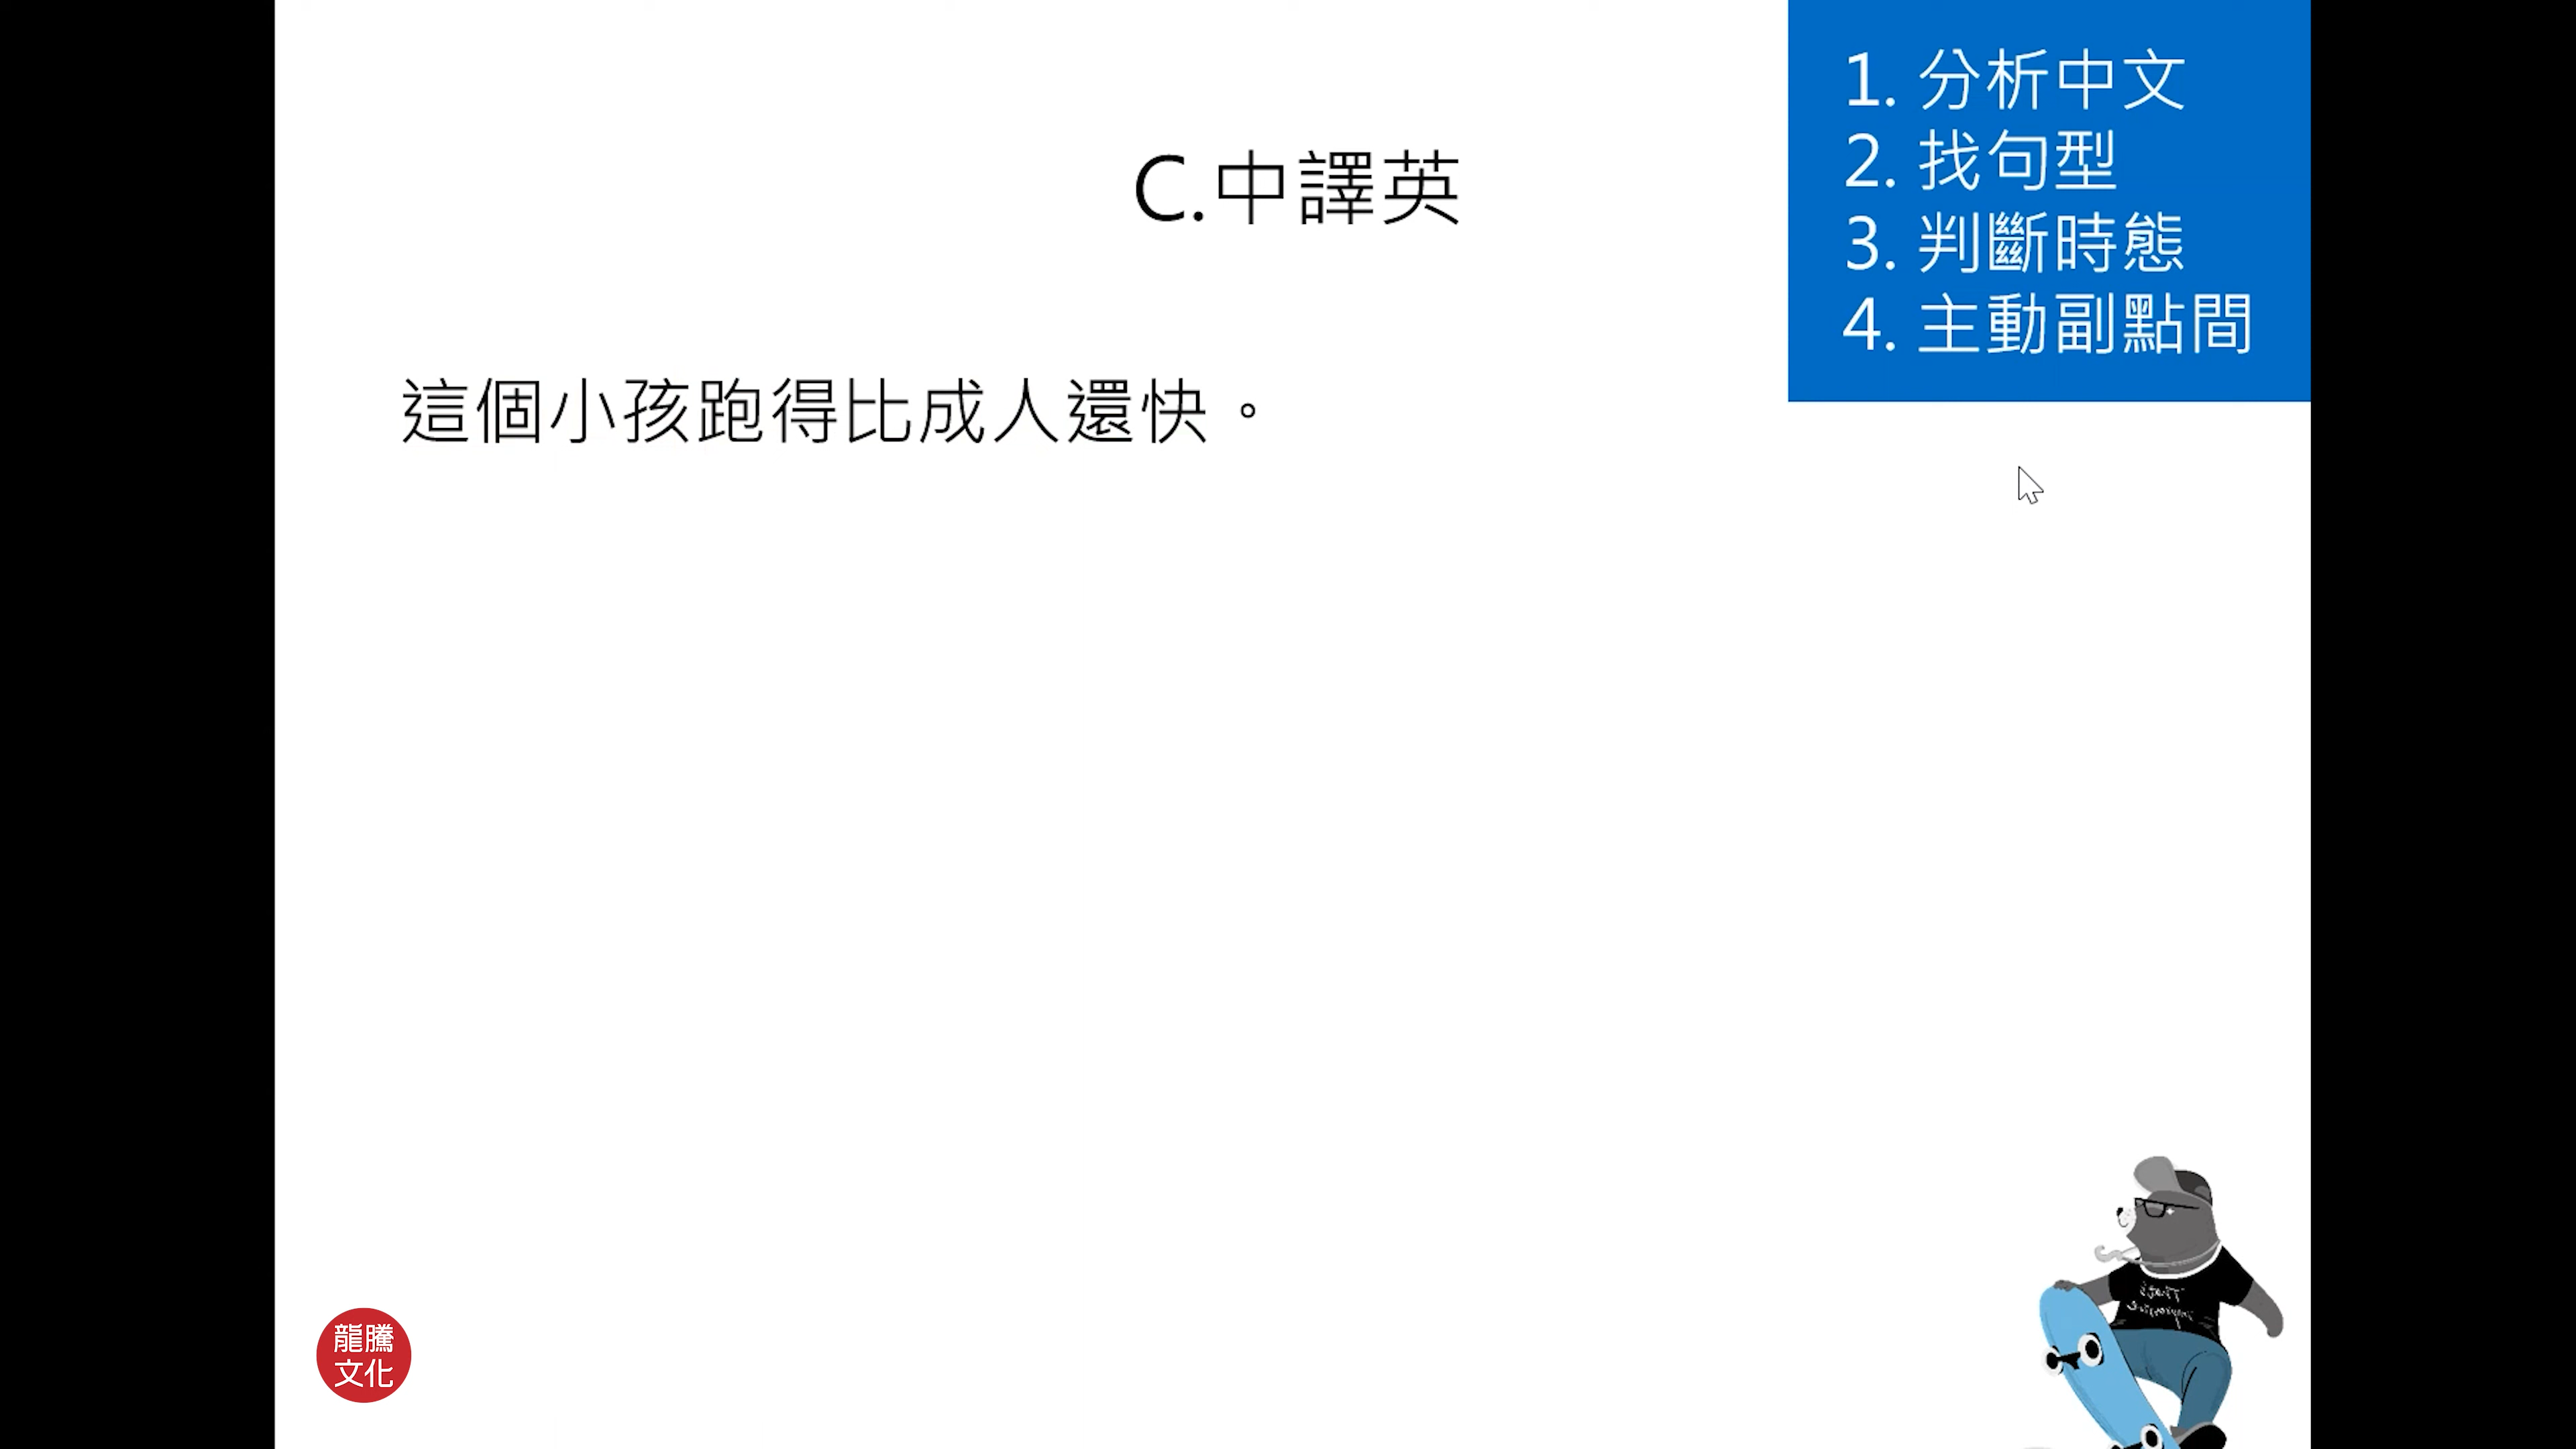 C.中譯英
1. 分析中文
2. 找句型
3. 判斷時態
4. 主動副點間
這個小孩跑得比成人還快。
龍騰
文化